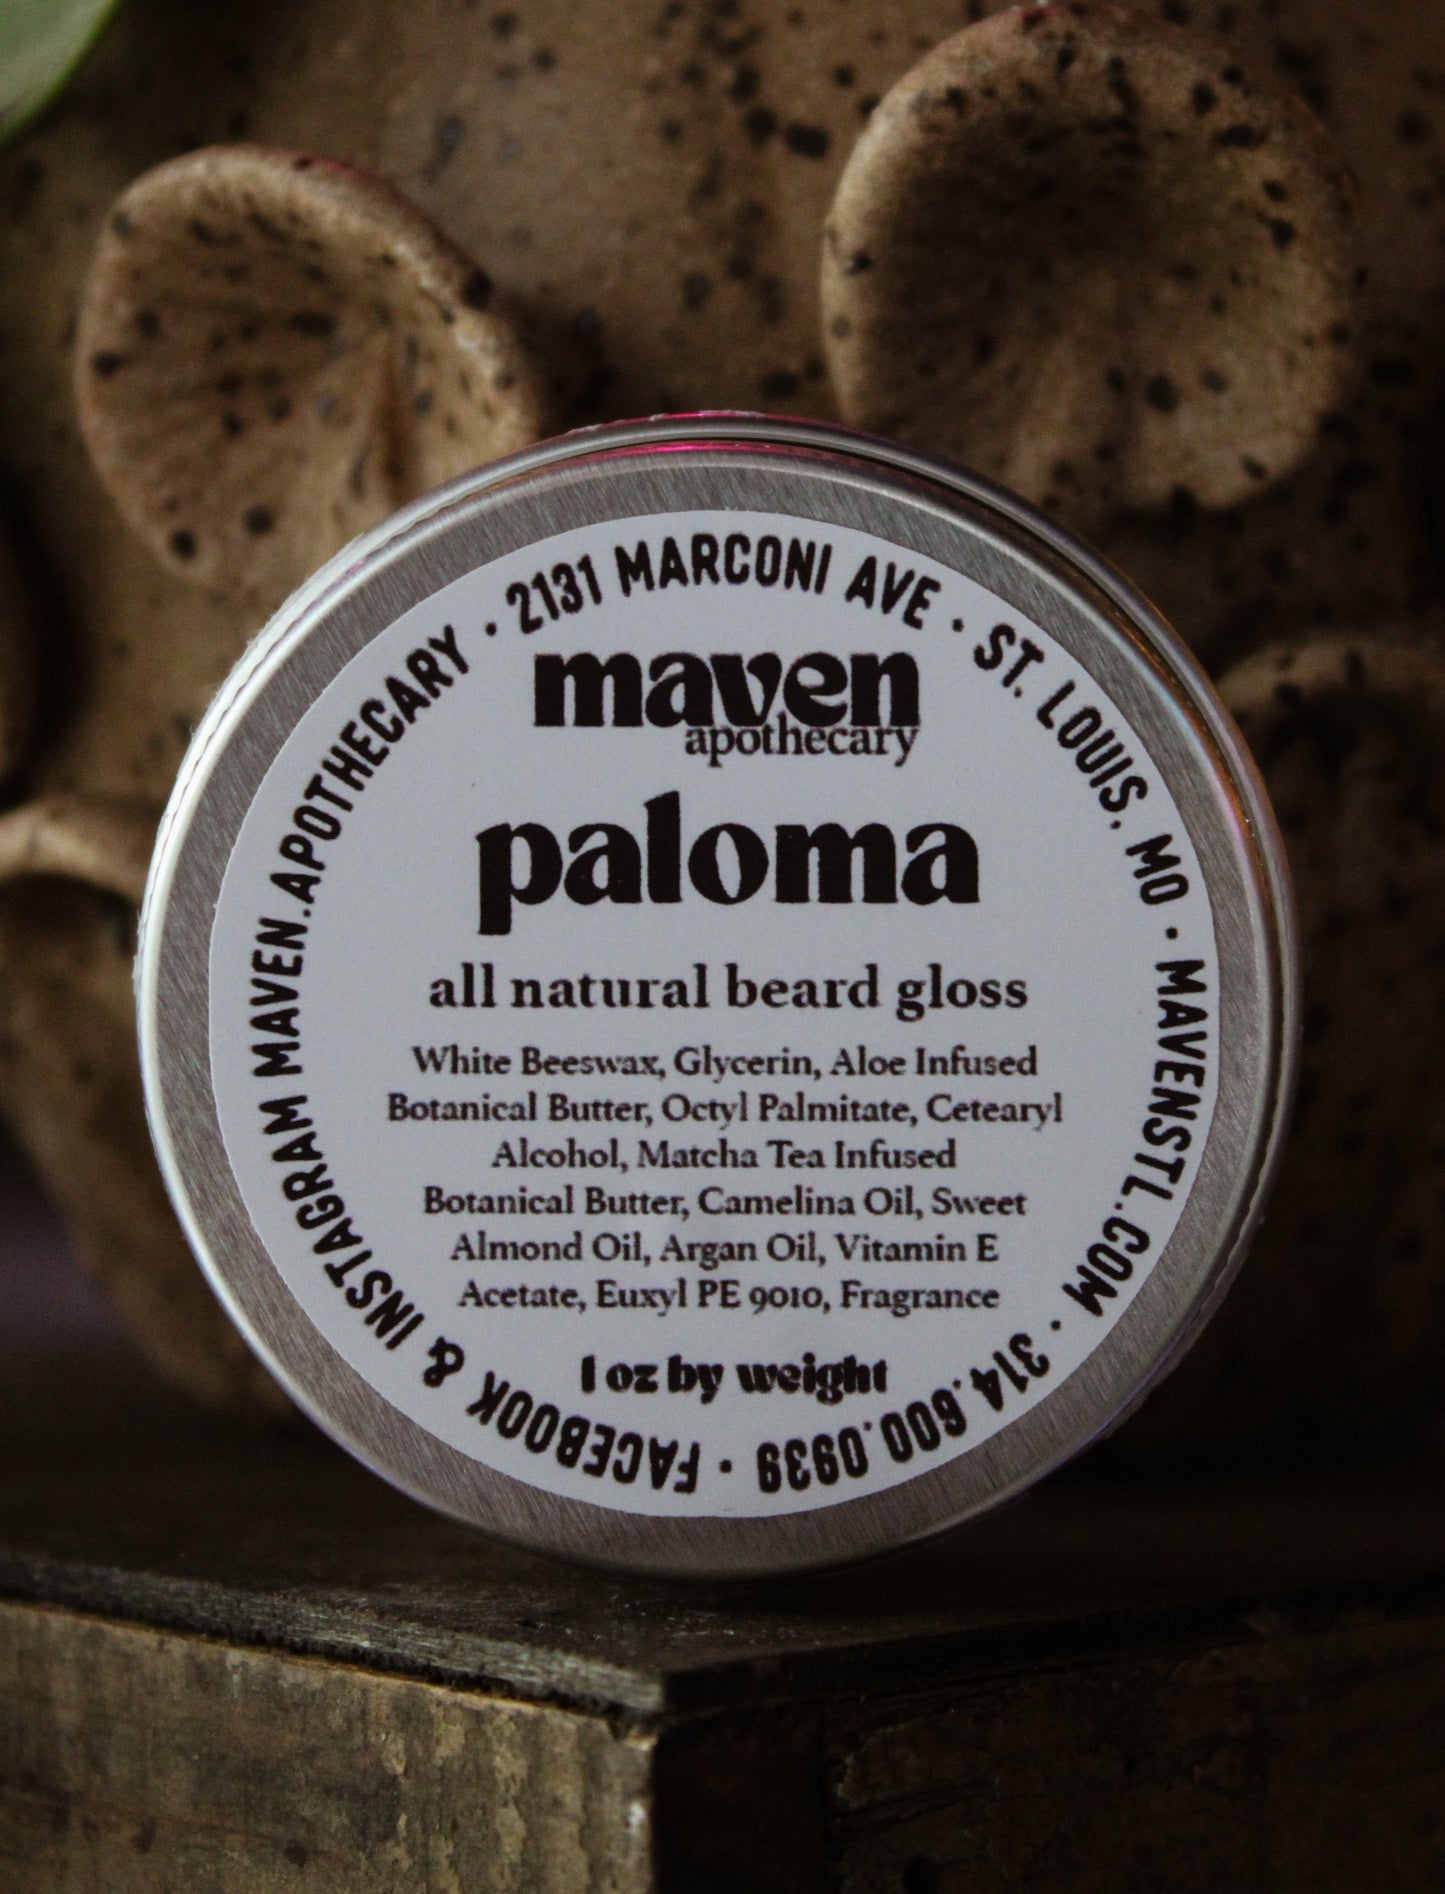 2131 MARCONI AVE • ST. LOUIS, MO • MAVENSTL.COM • 314.600.0939 • FACEBOOK & INSTAGRAM MAVEN.APOTHECARY •
maven
apothecary
paloma
all natural beard gloss
White Beeswax, Glycerin, Aloe Infused
Botanical Butter, Octyl Palmitate, Cetearyl
Alcohol, Matcha Tea Infused
Botanical Butter, Camelina Oil, Sweet
Almond Oil, Argan Oil, Vitamin E
Acetate, Euxyl PE 9010, Fragrance
1 oz by weight